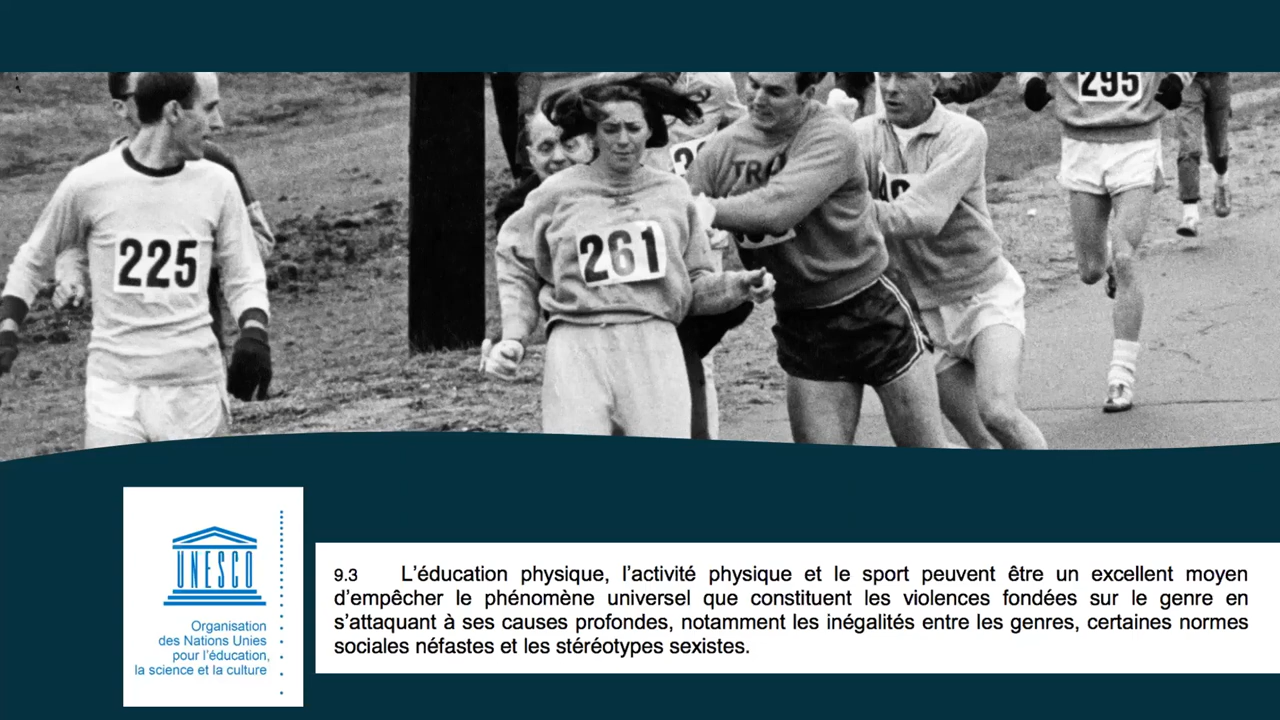 295
225
261
TR
UNESCO
Organisation
des Nations Unies
pour l’éducation,
la science et la culture
9.3 L’éducation physique, l’activité physique et le sport peuvent être un excellent moyen
d’empêcher le phénomène universel que constituent les violences fondées sur le genre en
s’attaquant à ses causes profondes, notamment les inégalités entre les genres, certaines normes
sociales néfastes et les stéréotypes sexistes.